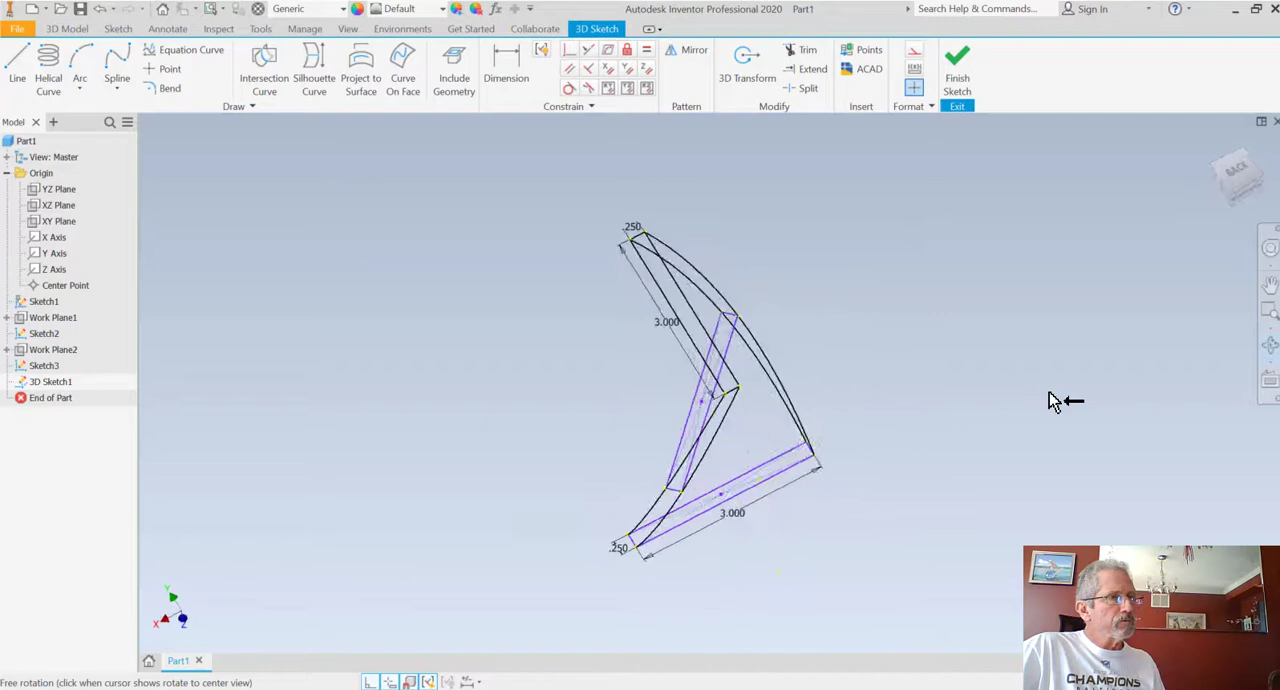 Generic
Default
fx
Autodesk Inventor Professional 2020 Part1
Search Help & Commands...
Sign In
File
3D Model
Sketch
Annotate
Inspect
Tools
Manage
View
Environments
Get Started
Collaborate
3D Sketch
Line
Helical Curve
Arc
Spline
Equation Curve
Point
Bend
Intersection Curve
Silhouette Curve
Project to Surface
Curve On Face
Include Geometry
Dimension
Mirror
3D Transform
Trim
Extend
Split
Points
ACAD
Finish Sketch
Draw
Constrain
Pattern
Modify
Insert
Format
Exit
Model
Part1
View: Master
Origin
YZ Plane
XZ Plane
XY Plane
X Axis
Y Axis
Z Axis
Center Point
Sketch1
Work Plane1
Sketch2
Work Plane2
Sketch3
3D Sketch1
End of Part
BACK
.250
3.000
3.000
.250
Y
X
Z
CHAMPIONS
Part1
Free rotation (click when cursor shows rotate to center view)